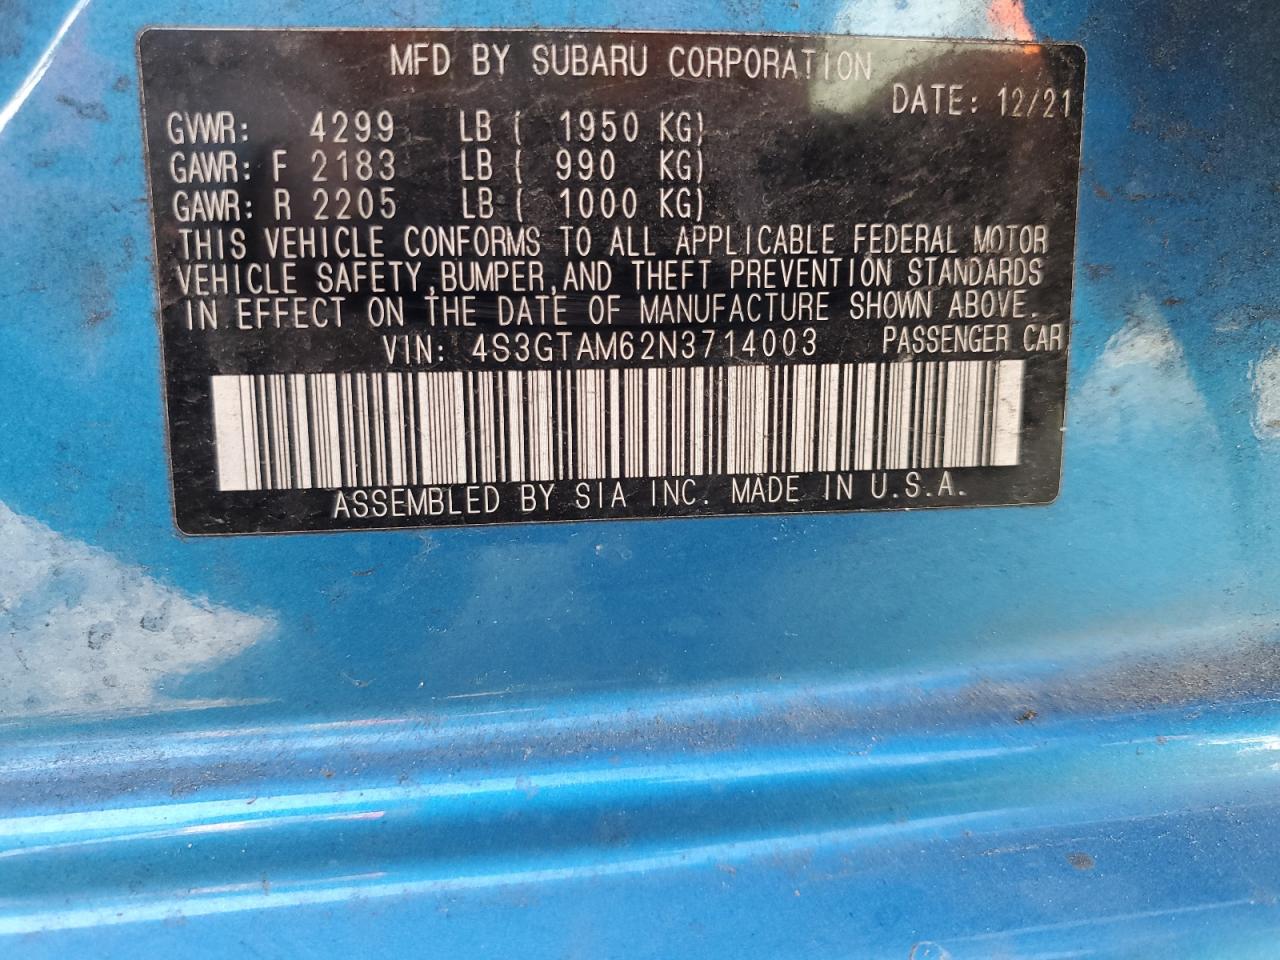 MFD BY SUBARU CORPORATION
DATE: 12/21
GVWR: 4299 LB ( 1950 KG)
GAWR: F 2183 LB ( 990 KG)
GAWR: R 2205 LB ( 1000 KG)
THIS VEHICLE CONFORMS TO ALL APPLICABLE FEDERAL MOTOR
VEHICLE SAFETY, BUMPER, AND THEFT PREVENTION STANDARDS
IN EFFECT ON THE DATE OF MANUFACTURE SHOWN ABOVE.
VIN: 4S3GTAM62N3714003 PASSENGER CAR
ASSEMBLED BY SIA INC. MADE IN U.S.A.